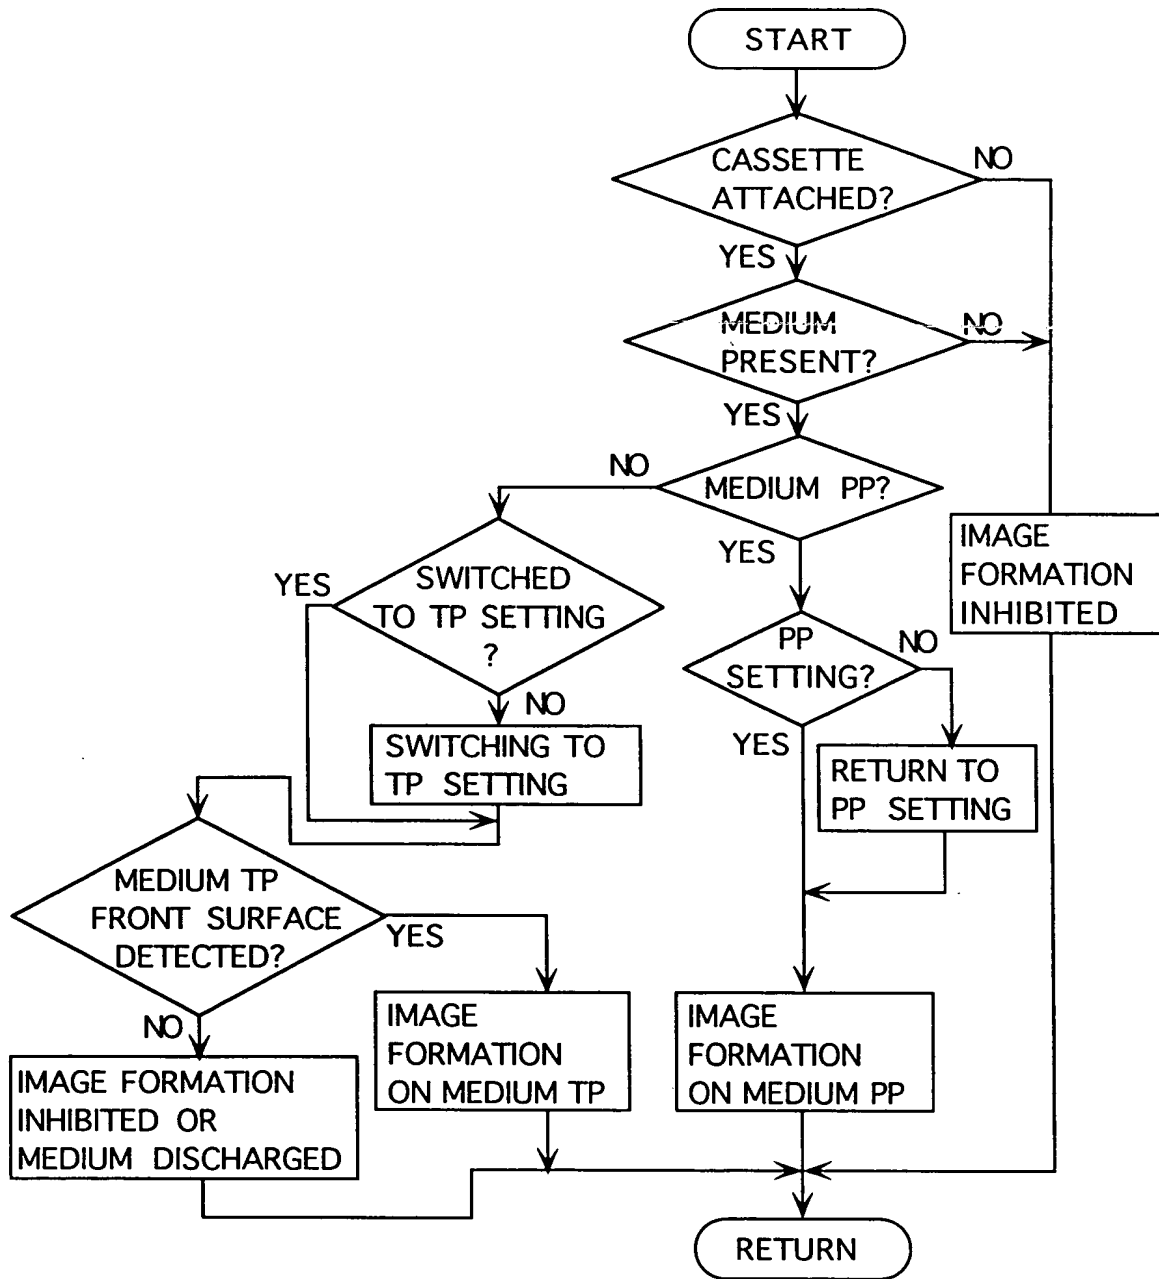 START
CASSETTE
ATTACHED?
NO
YES
MEDIUM
PRESENT?
NO
YES
MEDIUM PP?
NO
YES
IMAGE
FORMATION
INHIBITED
SWITCHED
TO TP SETTING
?
YES
NO
PP
SETTING?
NO
YES
SWITCHING TO
TP SETTING
RETURN TO
PP SETTING
MEDIUM TP
FRONT SURFACE
DETECTED?
YES
NO
IMAGE
FORMATION
ON MEDIUM TP
IMAGE
FORMATION
ON MEDIUM PP
IMAGE FORMATION
INHIBITED OR
MEDIUM DISCHARGED
RETURN